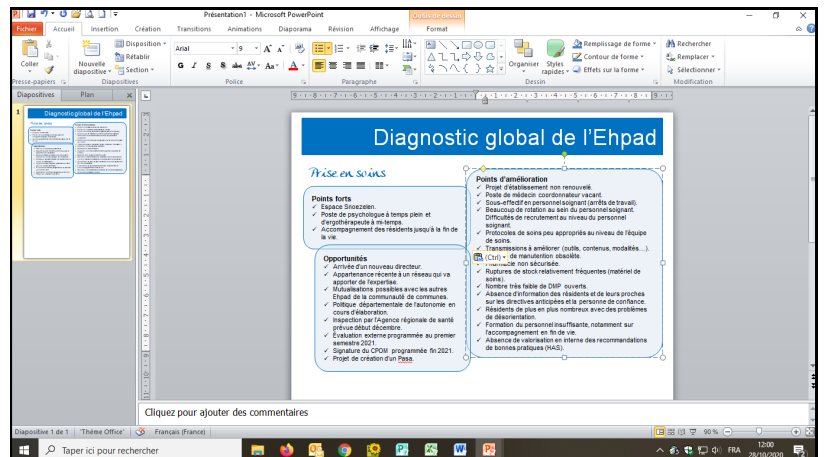 Présentation1 - Microsoft PowerPoint
Outils de dessin
Fichier Accueil Insertion Création Transitions Animations Diaporama Révision Affichage Format
Coller
Nouvelle diapositive
Disposition
Rétablir
Section
Arial 9
G I S S abc AV Aa A
Organiser
Styles rapides
Remplissage de forme
Contour de forme
Effets sur la forme
Rechercher
Remplacer
Sélectionner
Presse-papiers Diapositives Police Paragraphe Dessin Modification
Diapositives Plan
1
Diagnostic global de l'Ehpad
Prise en soins
Points forts
✓ Espace Snoezelen.
✓ Poste de psychologue à temps plein et
d'ergothérapeute à mi-temps.
✓ Accompagnement des résidents jusqu'à la fin de
la vie.
Opportunités
✓ Arrivée d'un nouveau directeur.
✓ Appartenance récente à un réseau qui va
apporter de l'expertise.
✓ Mutualisations possibles avec les autres
Ehpad de la communauté de communes.
✓ Politique départementale de l'autonomie en
cours d'élaboration.
✓ Inspection par l'Agence régionale de santé
prévue début décembre.
✓ Évaluation externe programmée au premier
semestre 2021.
✓ Signature du CPOM programmée fin 2021.
✓ Projet de création d'un Pasa.
Points d'amélioration
✓ Projet d'établissement non renouvelé.
✓ Poste de médecin coordonnateur vacant.
✓ Sous-effectif en personnel soignant (arrêts de travail).
✓ Beaucoup de rotation au sein du personnel soignant.
Difficultés de recrutement au niveau du personnel
soignant.
✓ Protocoles de soins peu appropriés au niveau de l'équipe
de soins.
✓ Transmissions à améliorer (outils, contenus, modalités…).
(Ctrl) de manutention obsolète.
✓ Pharmacie non sécurisée.
✓ Ruptures de stock relativement fréquentes (matériel de
soins).
✓ Nombre très faible de DMP ouverts.
✓ Absence d'information des résidents et de leurs proches
sur les directives anticipées et la personne de confiance.
✓ Résidents de plus en plus nombreux avec des problèmes
de désorientation.
✓ Formation du personnel insuffisante, notamment sur
l'accompagnement en fin de vie.
✓ Absence de valorisation en interne des recommandations
de bonnes pratiques (HAS).
Cliquez pour ajouter des commentaires
Diapositive 1 de 1 "Thème Office" Français (France) 90 %
Taper ici pour rechercher
FRA
12:00
28/10/2020